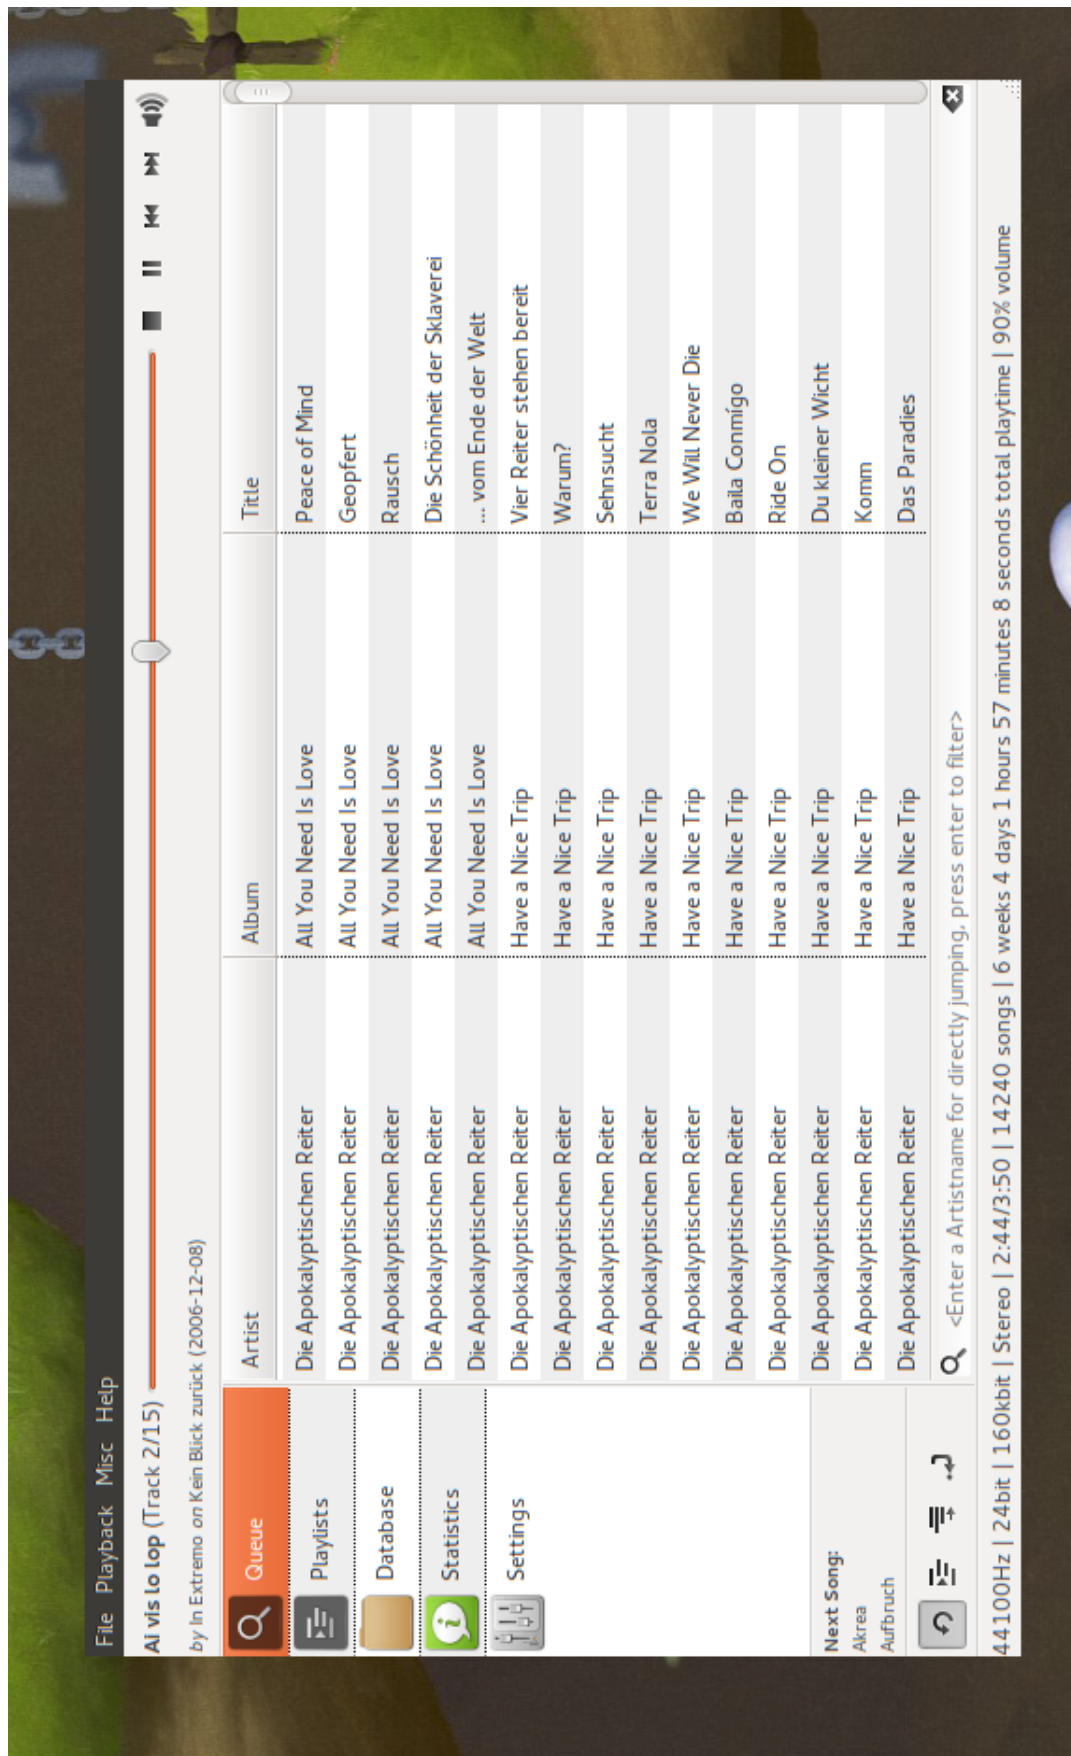 File Playback Misc Help
Ai vis lo lop (Track 2/15)
by In Extremo on Kein Blick zurück (2006-12-08)
Queue
Playlists
Database
Statistics
Settings
Next Song:
Akrea
Aufbruch
Artist Album Title
Die Apokalyptischen Reiter All You Need Is Love Peace of Mind
Die Apokalyptischen Reiter All You Need Is Love Geopfert
Die Apokalyptischen Reiter All You Need Is Love Rausch
Die Apokalyptischen Reiter All You Need Is Love Die Schönheit der Sklaverei
Die Apokalyptischen Reiter All You Need Is Love ... vom Ende der Welt
Die Apokalyptischen Reiter Have a Nice Trip Vier Reiter stehen bereit
Die Apokalyptischen Reiter Have a Nice Trip Warum?
Die Apokalyptischen Reiter Have a Nice Trip Sehnsucht
Die Apokalyptischen Reiter Have a Nice Trip Terra Nola
Die Apokalyptischen Reiter Have a Nice Trip We Will Never Die
Die Apokalyptischen Reiter Have a Nice Trip Baila Conmígo
Die Apokalyptischen Reiter Have a Nice Trip Ride On
Die Apokalyptischen Reiter Have a Nice Trip Du kleiner Wicht
Die Apokalyptischen Reiter Have a Nice Trip Komm
Die Apokalyptischen Reiter Have a Nice Trip Das Paradies
<Enter a Artistname for directly jumping, press enter to filter>
44100Hz | 24bit | 160kbit | Stereo | 2:44/3:50 | 14240 songs | 6 weeks 4 days 1 hours 57 minutes 8 seconds total playtime | 90% volume